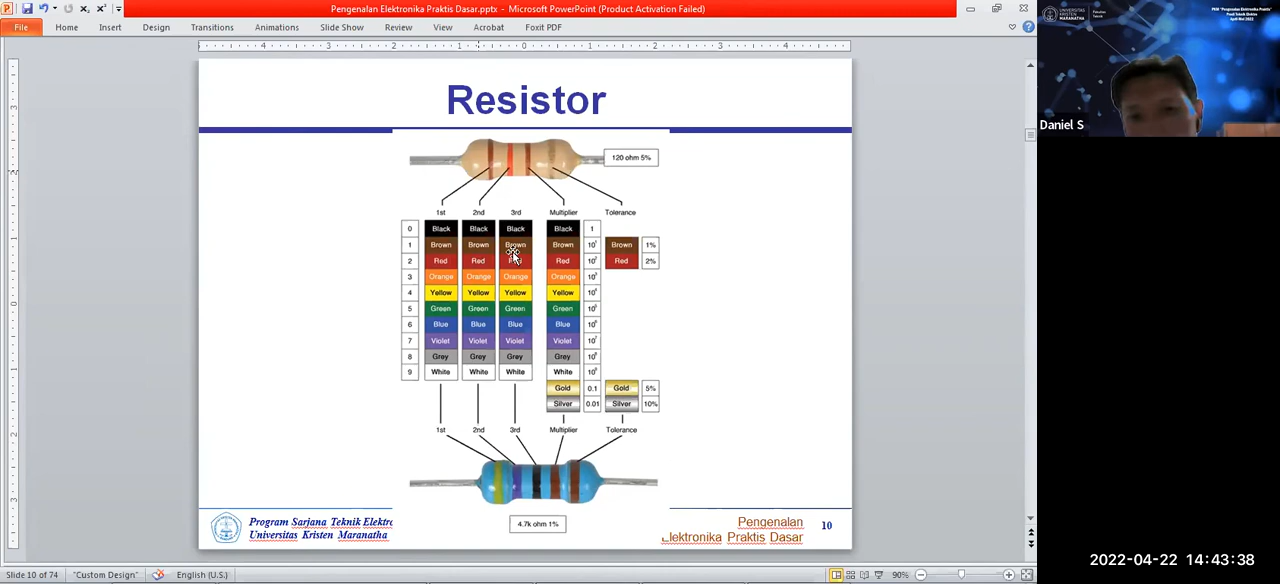 Pengenalan Elektronika Praktis Dasar.pptx - Microsoft PowerPoint (Product Activation Failed)
File Home Insert Design Transitions Animations Slide Show Review View Acrobat Foxit PDF
UNIVERSITAS KRISTEN MARANATHA
Daniel S
Resistor
120 ohm 5%
1st 2nd 3rd Multiplier Tolerance
0 Black Black Black Black 1
1 Brown Brown Brown Brown 10¹ Brown 1%
2 Red Red Red Red 10² Red 2%
3 Orange Orange Orange Orange 10³
4 Yellow Yellow Yellow Yellow 10⁴
5 Green Green Green Green 10⁵
6 Blue Blue Blue Blue 10⁶
7 Violet Violet Violet Violet 10⁷
8 Grey Grey Grey Grey 10⁸
9 White White White White 10⁹
Gold 0.1 Gold 5%
Silver 0.01 Silver 10%
1st 2nd 3rd Multiplier Tolerance
4.7k ohm 1%
Program Sarjana Teknik Elektro
Universitas Kristen Maranatha
Pengenalan
Elektronika Praktis Dasar
10
Slide 10 of 74 "Custom Design" English (U.S.) 90%
2022-04-22 14:43:38